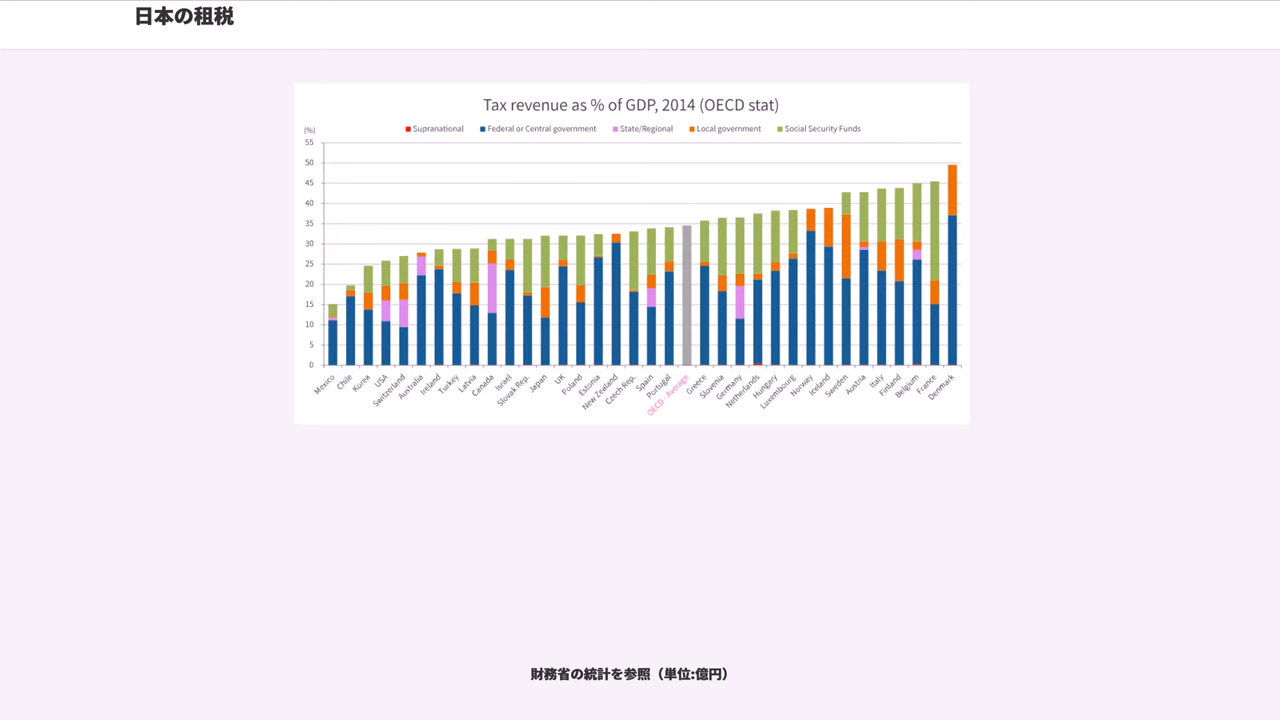 日本の租税
Tax revenue as % of GDP, 2014 (OECD stat)
(%)
Supranational Federal or Central government State/Regional Local government Social Security Funds
55
50
45
40
35
30
25
20
15
10
5
0
Mexico Chile Korea USA Switzerland Australia Ireland Turkey Latvia Canada Israel Slovak Rep. Japan UK Poland Estonia New Zealand Czech Rep. Spain Portugal OECD - Average Greece Slovenia Germany Netherlands Hungary Luxembourg Norway Iceland Sweden Austria Italy Finland Belgium France Denmark
財務省の統計を参照（単位:億円）